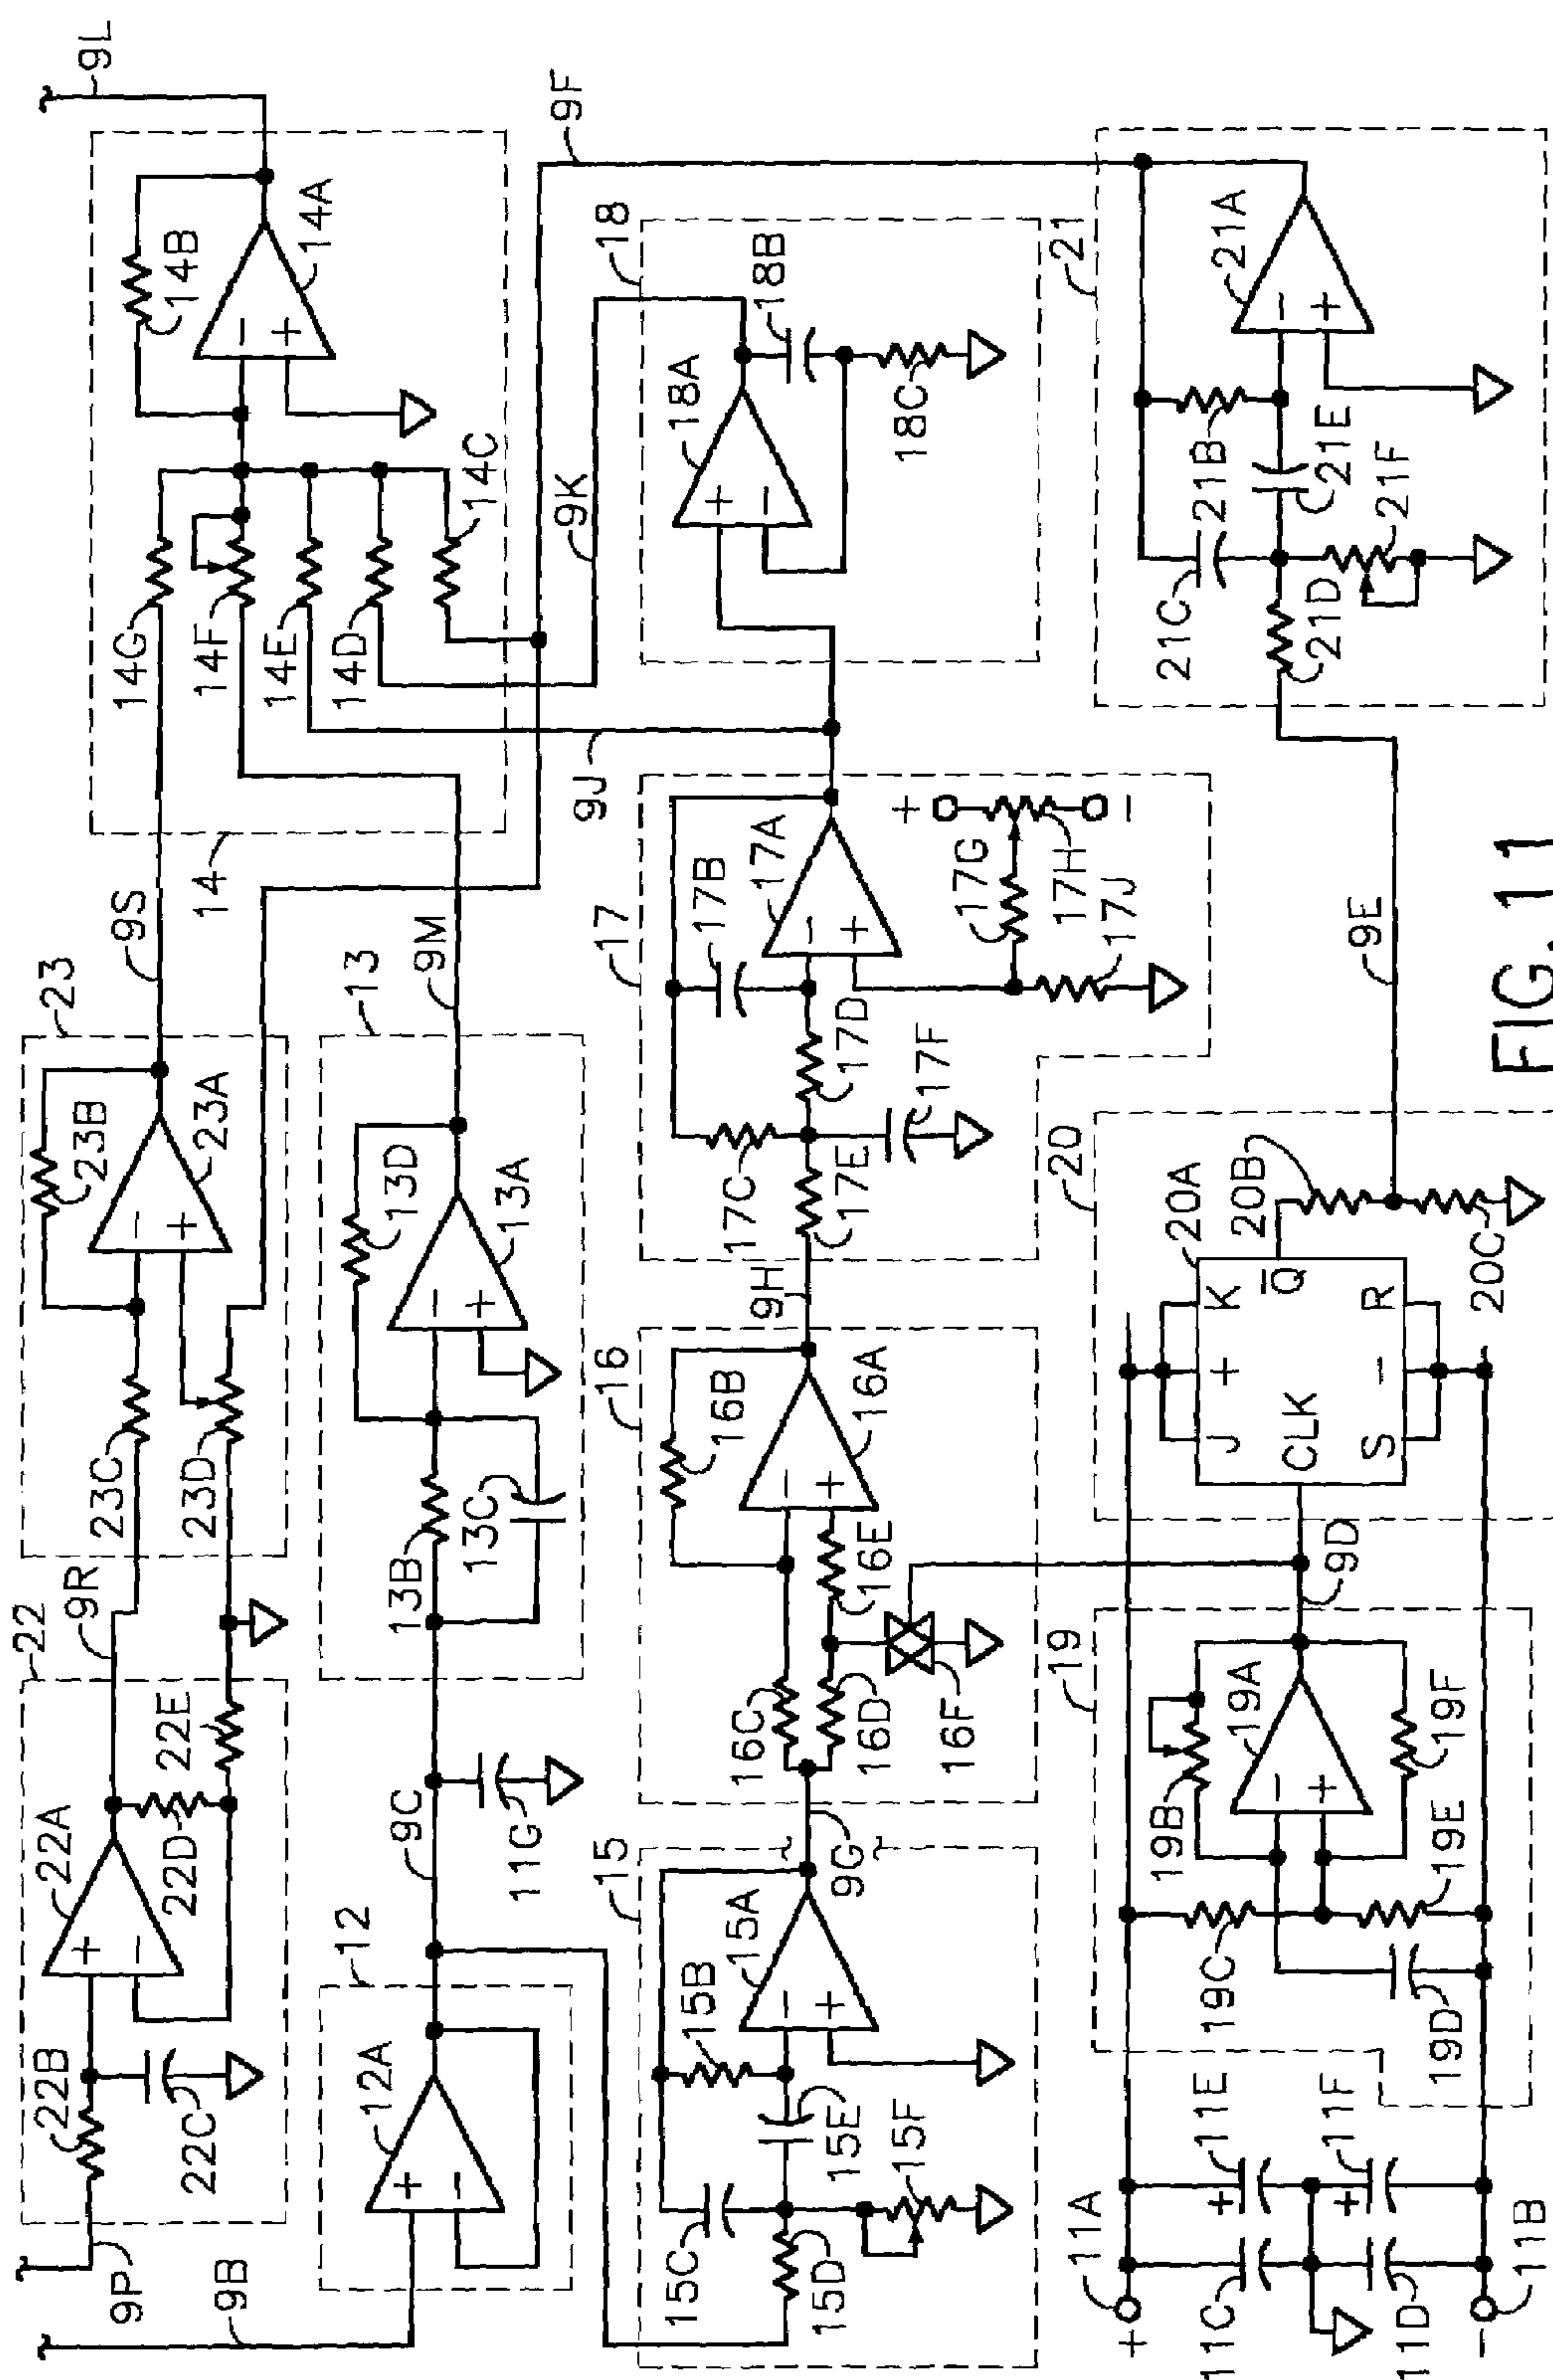 22
22A
22B
22C
22D
22E
9P
9B
9R
23
23A
23B
23C
23D
9S
14
14A
14B
14C
14D
14E
14F
14G
9L
12
12A
9C
11G
13
13A
13B
13C
13D
9M
9F
9K
9J
15
15A
15B
15C
15D
15E
15F
9G
16
16A
16B
16C
16D
16E
16F
9H
17
17A
17B
17C
17D
17E
17F
17G
17H
17J
+
−
18
18A
18B
18C
11A
11B
11C
11D
11E
11F
+
−
19
19A
19B
19C
19D
19E
19F
9D
20
20A
20B
20C
J + K
CLK Q̅
S − R
9E
21
21A
21B
21C
21D
21E
21F
FIG. 11